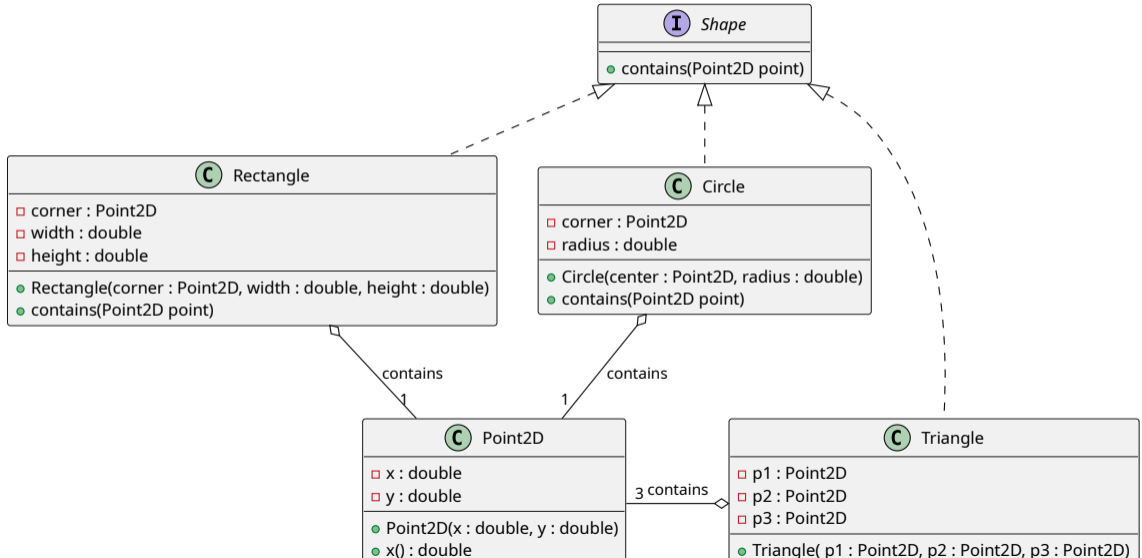 I Shape
contains(Point2D point)
C Rectangle
corner : Point2D
width : double
height : double
Rectangle(corner : Point2D, width : double, height : double)
contains(Point2D point)
C Circle
corner : Point2D
radius : double
Circle(center : Point2D, radius : double)
contains(Point2D point)
contains
1
contains
1
C Point2D
x : double
y : double
Point2D(x : double, y : double)
x() : double
3 contains
C Triangle
p1 : Point2D
p2 : Point2D
p3 : Point2D
Triangle( p1 : Point2D, p2 : Point2D, p3 : Point2D)